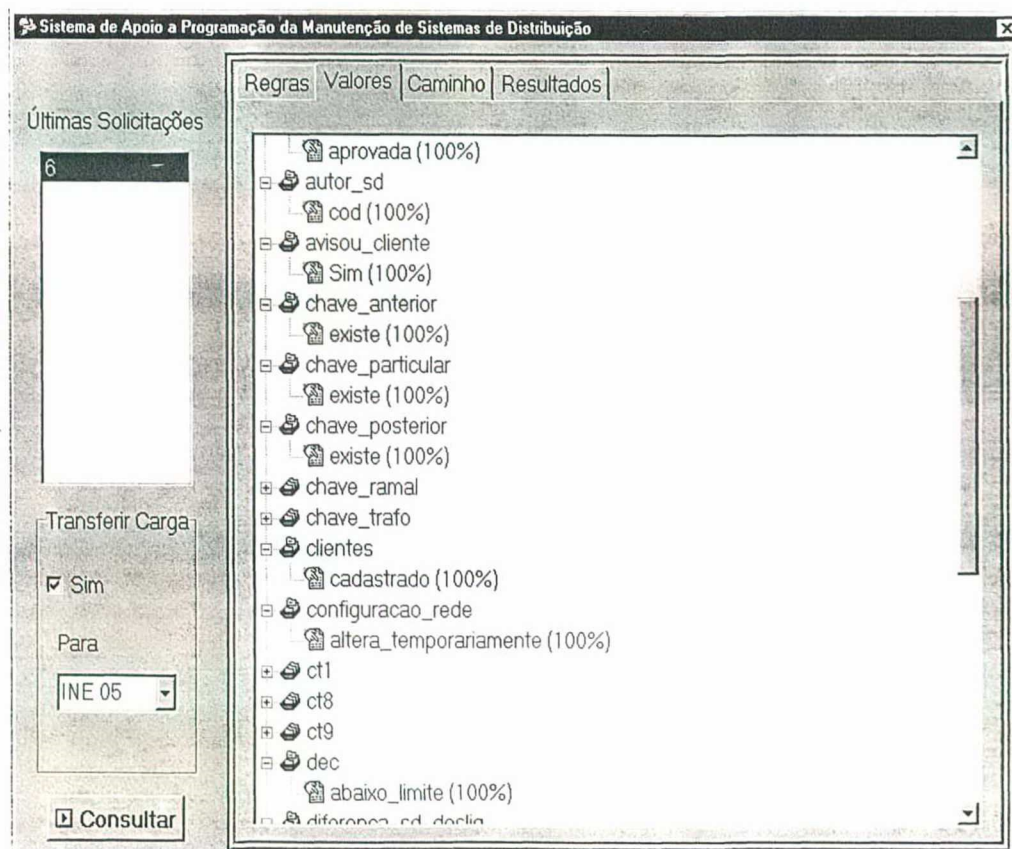 Sistema de Apoio a Programação da Manutenção de Sistemas de Distribuição
Últimas Solicitações
6
Transferir Carga
Sim
Para
INE 05
Consultar
Regras Valores Caminho Resultados
aprovada (100%)
autor_sd
cod (100%)
avisou_cliente
Sim (100%)
chave_anterior
existe (100%)
chave_particular
existe (100%)
chave_posterior
existe (100%)
chave_ramal
chave_trafo
clientes
cadastrado (100%)
configuracao_rede
altera_temporariamente (100%)
ct1
ct8
ct9
dec
abaixo_limite (100%)